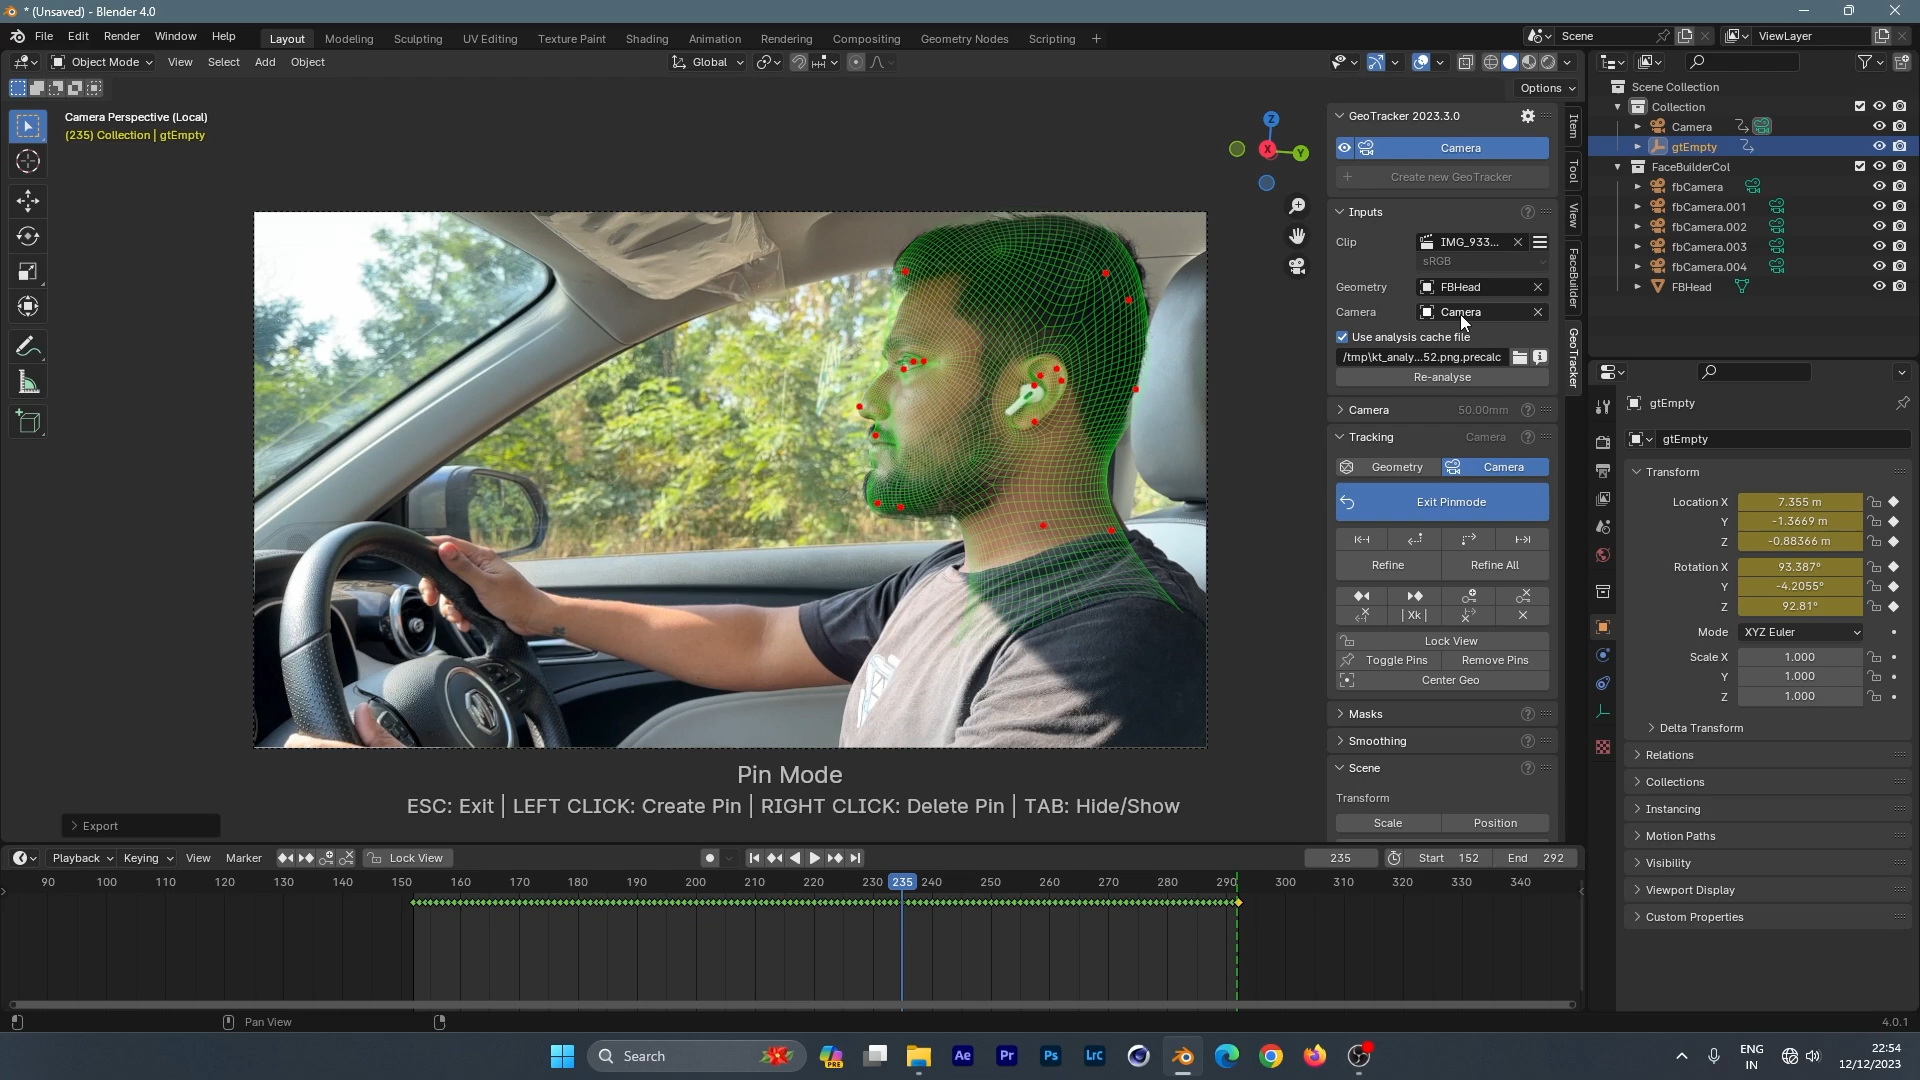 * (Unsaved) - Blender 4.0
File Edit Render Window Help
Layout Modeling Sculpting UV Editing Texture Paint Shading Animation Rendering Compositing Geometry Nodes Scripting +
Scene
ViewLayer
Object Mode View Select Add Object
Global
Options
Camera Perspective (Local)
(235) Collection | gtEmpty
Z
X
Y
GeoTracker 2023.3.0
Camera
Create new GeoTracker
Inputs
Clip IMG_933...
sRGB
Geometry FBHead
Camera Camera
Use analysis cache file
/tmp\kt_analy...52.png.precalc
Re-analyse
Camera 50.00mm
Tracking Camera
Geometry Camera
Exit Pinmode
Refine Refine All
| Xk |
Lock View
Toggle Pins Remove Pins
Center Geo
Masks
Smoothing
Scene
Transform
Scale Position
Item
Tool
View
FaceBuilder
GeoTracker
Scene Collection
Collection
Camera
gtEmpty
FaceBuilderCol
fbCamera
fbCamera.001
fbCamera.002
fbCamera.003
fbCamera.004
FBHead
gtEmpty
gtEmpty
Transform
Location X 7.355 m
Y -1.3669 m
Z -0.88366 m
Rotation X 93.387°
Y -4.2055°
Z 92.81°
Mode XYZ Euler
Scale X 1.000
Y 1.000
Z 1.000
Delta Transform
Relations
Collections
Instancing
Motion Paths
Visibility
Viewport Display
Custom Properties
Pin Mode
ESC: Exit | LEFT CLICK: Create Pin | RIGHT CLICK: Delete Pin | TAB: Hide/Show
Export
Playback Keying View Marker Lock View
235 Start 152 End 292
90 100 110 120 130 140 150 160 170 180 190 200 210 220 230 235 240 250 260 270 280 290 300 310 320 330 340
Pan View
4.0.1
Search
PRE
Ae Pr Ps LrC
ENG
IN
22:54
12/12/2023